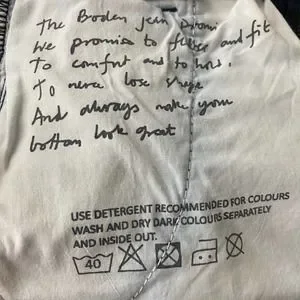 The Boden jean promise
We promise to flatter and fit
To comfort and to hold.
To never lose shape
And always make your
bottom look great
USE DETERGENT RECOMMENDED FOR COLOURS
WASH AND DRY DARK COLOURS SEPARATELY
AND INSIDE OUT.
40